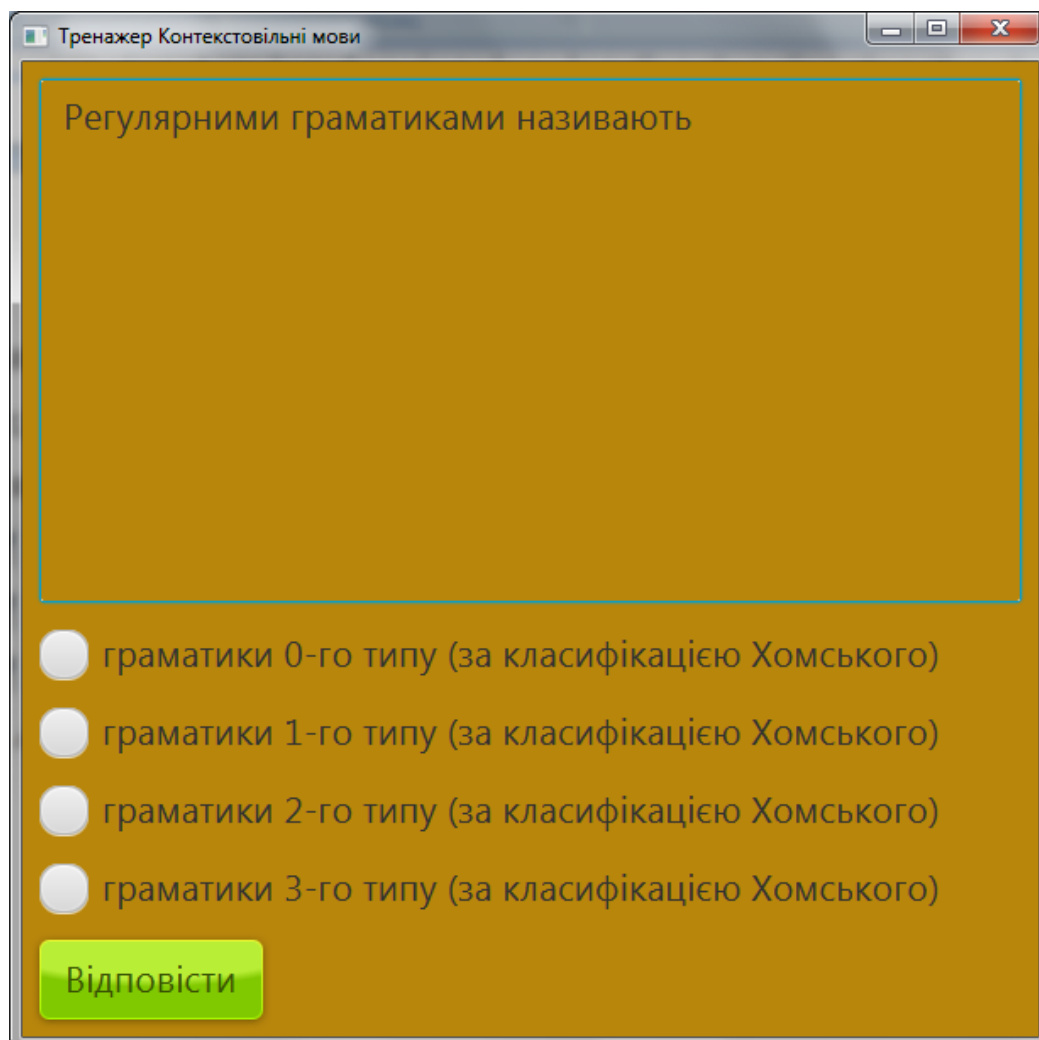 Тренажер Контекстовільні мови
Регулярними граматиками називають
граматики 0-го типу (за класифікацією Хомського)
граматики 1-го типу (за класифікацією Хомського)
граматики 2-го типу (за класифікацією Хомського)
граматики 3-го типу (за класифікацією Хомського)
Відповісти